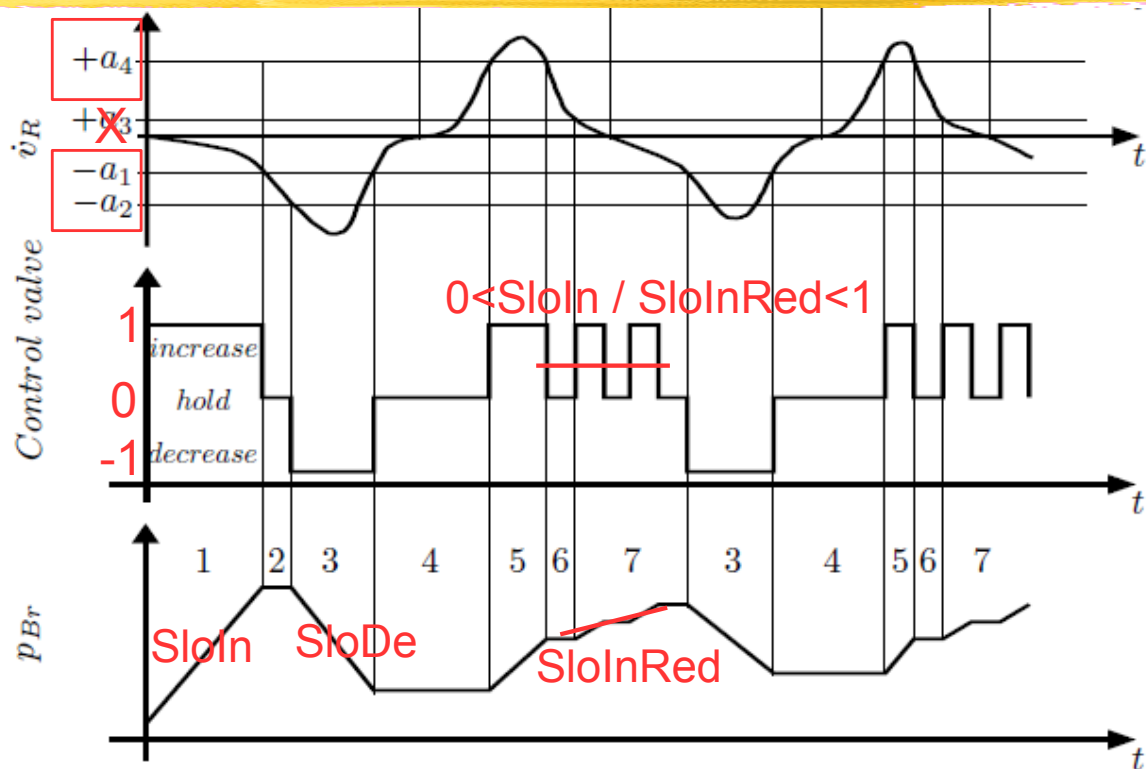 +a4
+a3
X
v̇R
−a1
−a2
t
Control valve
0<SloIn / SloInRed<1
1
increase
0
hold
-1
decrease
t
1 2 3 4 5 6 7 3 4 5 6 7
pBr
SloIn
SloDe
SloInRed
t